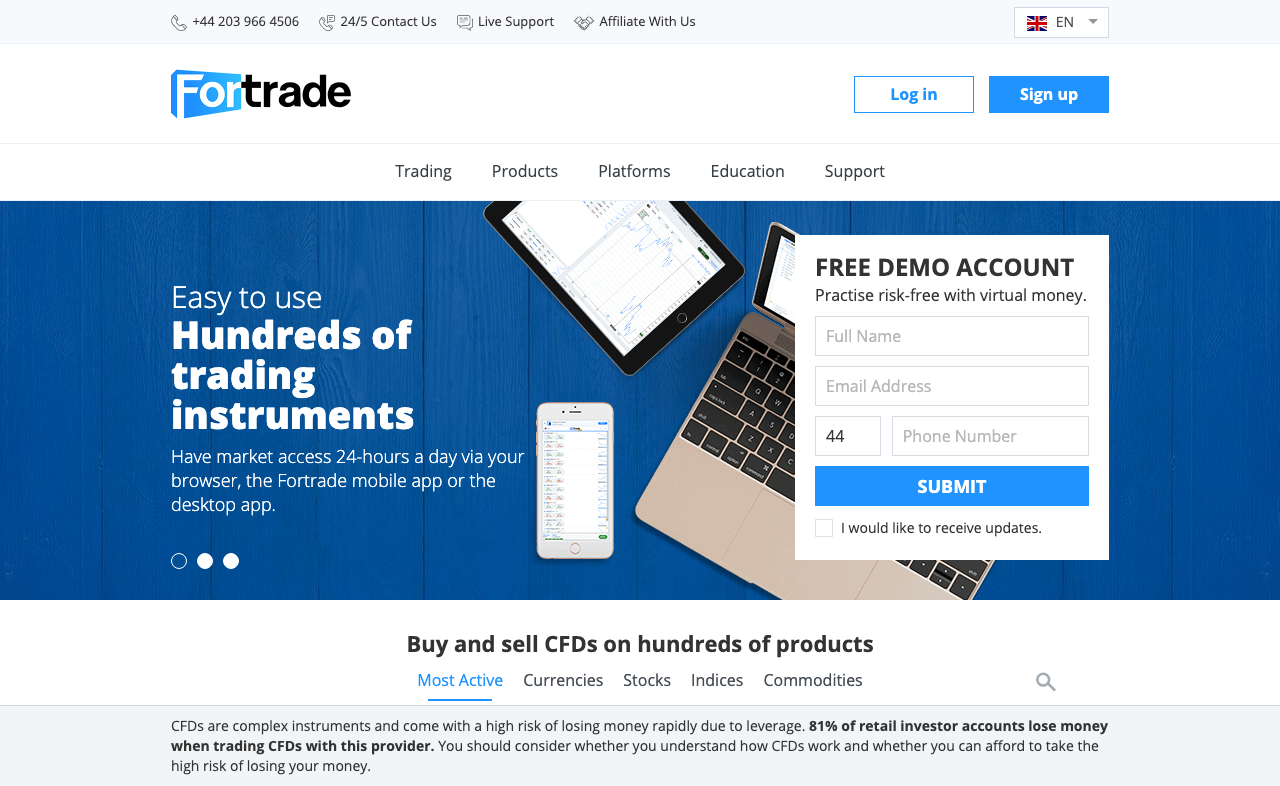 +44 203 966 4506
24/5 Contact Us
Live Support
Affiliate With Us
EN
Fortrade
Log in
Sign up
Trading
Products
Platforms
Education
Support
Easy to use
Hundreds of
trading
instruments
Have market access 24-hours a day via your
browser, the Fortrade mobile app or the
desktop app.
FREE DEMO ACCOUNT
Practise risk-free with virtual money.
Full Name
Email Address
44
Phone Number
SUBMIT
I would like to receive updates.
Buy and sell CFDs on hundreds of products
Most Active
Currencies
Stocks
Indices
Commodities
CFDs are complex instruments and come with a high risk of losing money rapidly due to leverage. 81% of retail investor accounts lose money
when trading CFDs with this provider. You should consider whether you understand how CFDs work and whether you can afford to take the
high risk of losing your money.